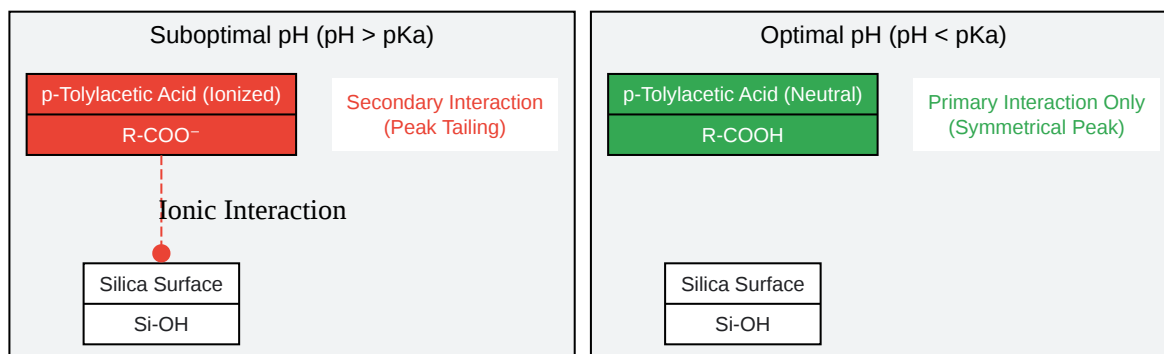 Suboptimal pH (pH > pKa)
p-Tolylacetic Acid (Ionized)
R-COO⁻
Secondary Interaction
(Peak Tailing)
Ionic Interaction
Silica Surface
Si-OH
Optimal pH (pH < pKa)
p-Tolylacetic Acid (Neutral)
R-COOH
Primary Interaction Only
(Symmetrical Peak)
Silica Surface
Si-OH